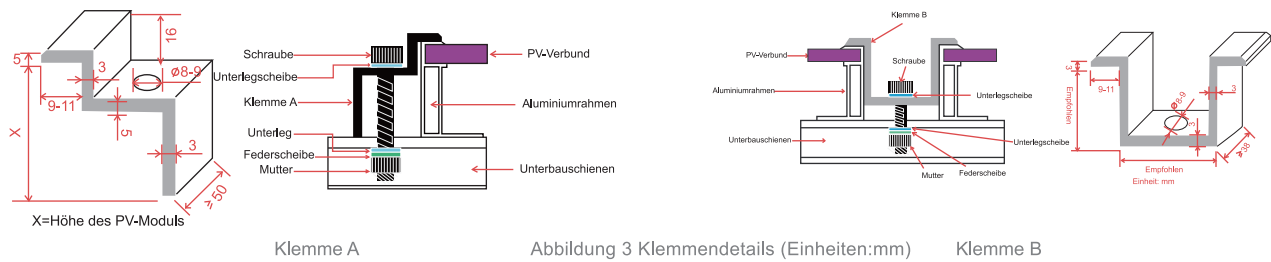 16
5
3
ø8-9
9-11
5
X
3
≥50
X=Höhe des PV-Moduls
Schraube
Unterlegscheibe
Klemme A
Unterleg
Federscheibe
Mutter
PV-Verbund
Aluminiumrahmen
Unterbauschienen
Klemme B
PV-Verbund
Schraube
Aluminiumrahmen
Unterlegscheibe
Unterbauschienen
Unterlegscheibe
Federscheibe
Mutter
3
9-11
Empfohlen
ø8-9
3
3
≥38
Empfohlen
Einheit: mm
Klemme A
Abbildung 3 Klemmendetails (Einheiten:mm)
Klemme B